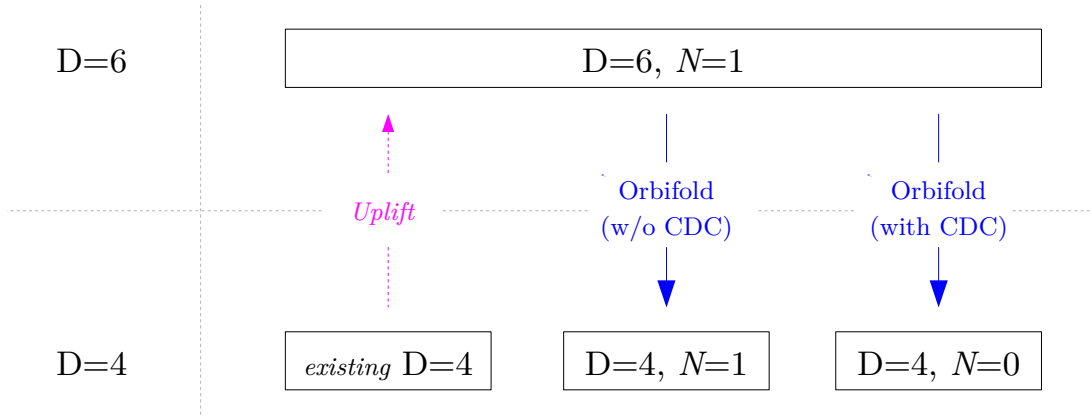 D=6
D=6, N=1
Uplift
Orbifold
(w/o CDC)
Orbifold
(with CDC)
D=4
existing D=4
D=4, N=1
D=4, N=0